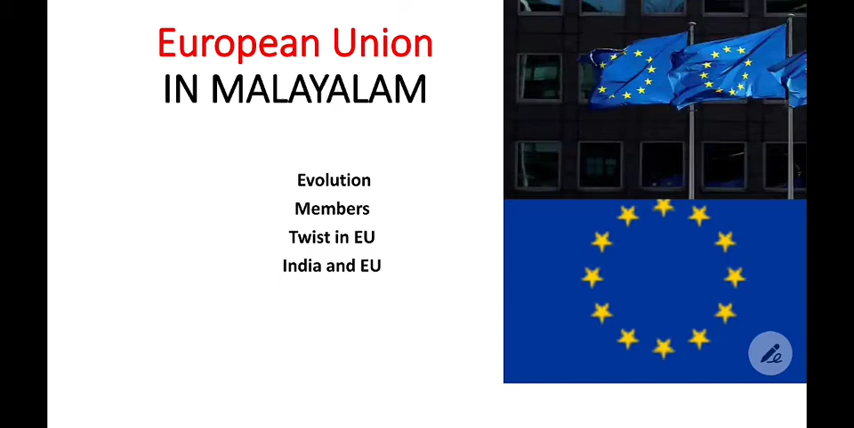 European Union
IN MALAYALAM
Evolution
Members
Twist in EU
India and EU